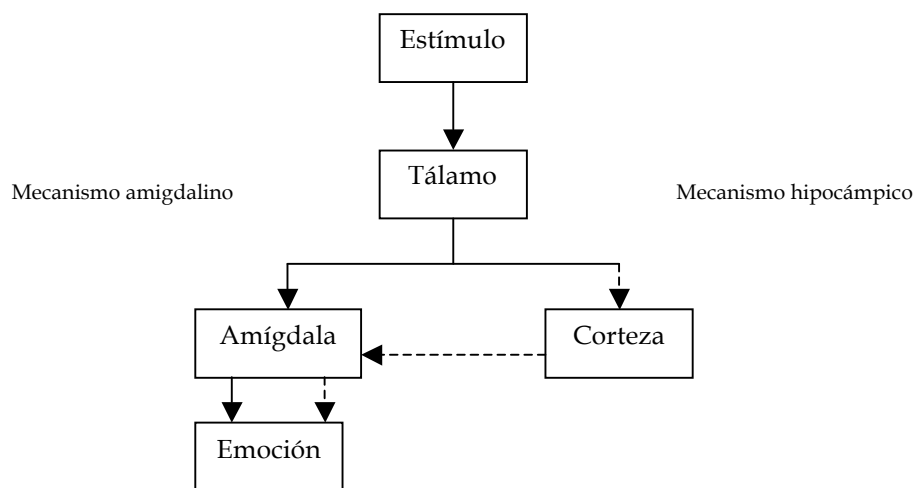 Estímulo
Tálamo
Mecanismo amigdalino
Mecanismo hipocámpico
Amígdala
Corteza
Emoción